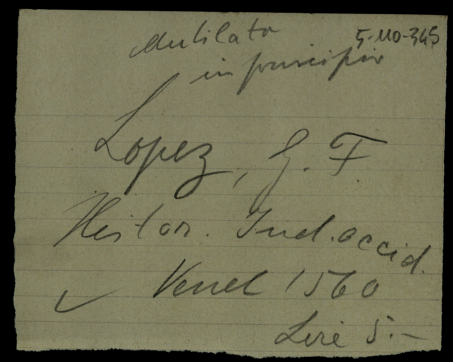 Mutilato
in principio
5-110-345
Lopez, G. F.
Histor. Ind. occid.
Venet 1560
Lire 5.-